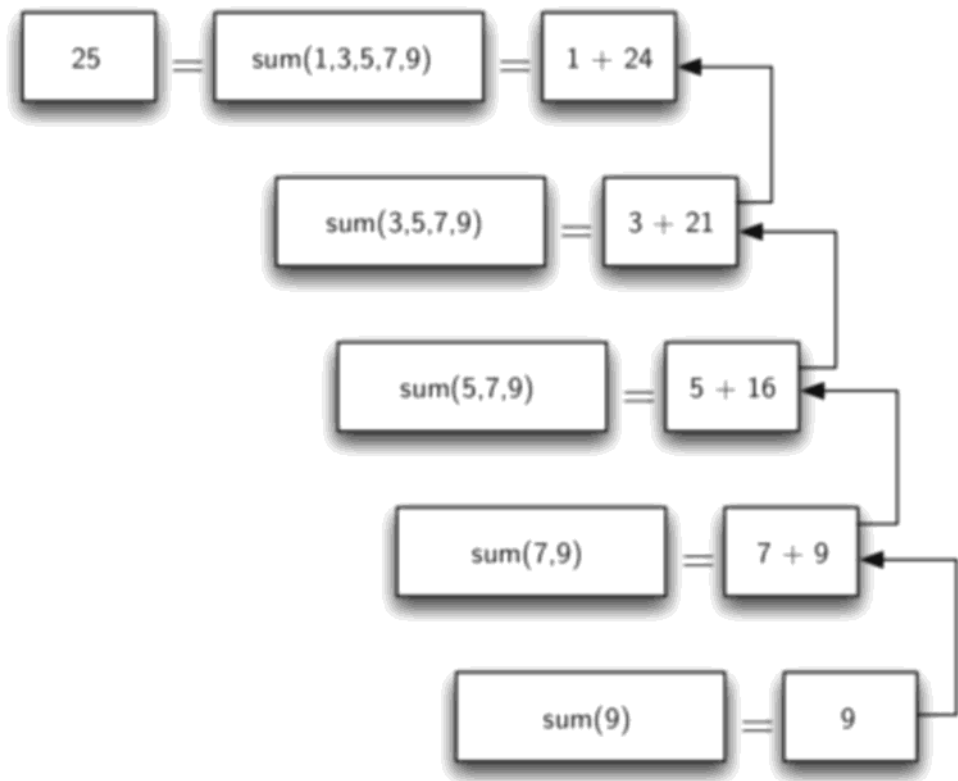 25 = sum(1,3,5,7,9) = 1 + 24
sum(3,5,7,9) = 3 + 21
sum(5,7,9) = 5 + 16
sum(7,9) = 7 + 9
sum(9) = 9